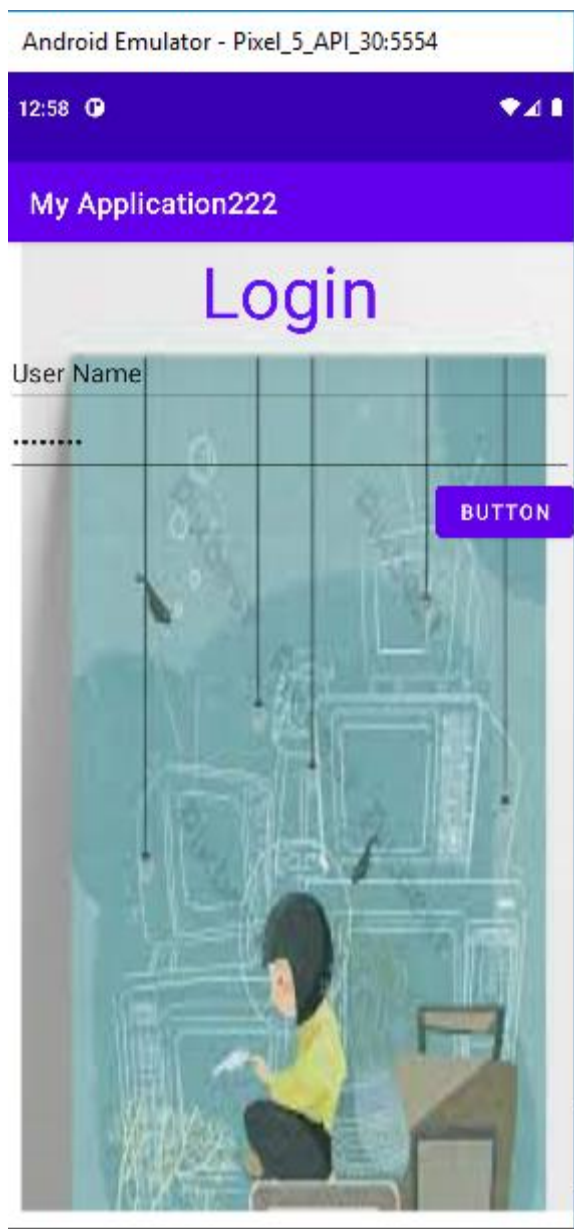 Android Emulator - Pixel_5_API_30:5554
12:58
My Application222
Login
User Name
........
BUTTON